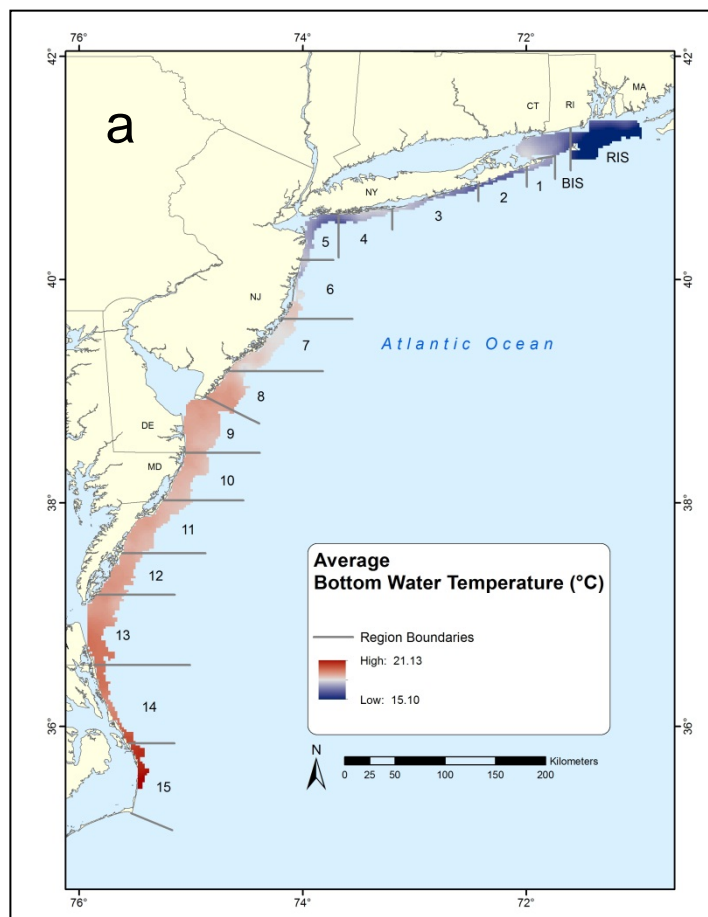 76°
74°
72°
42°
42°
a
CT
RI
MA
RIS
BIS
1
2
NY
3
4
5
40°
40°
6
NJ
7
Atlantic Ocean
8
DE
9
MD
10
38°
38°
11
12
13
14
36°
36°
15
Average
Bottom Water Temperature (°C)
Region Boundaries
High: 21.13
Low: 15.10
N
Kilometers
0 25 50 100 150 200
76°
74°
72°